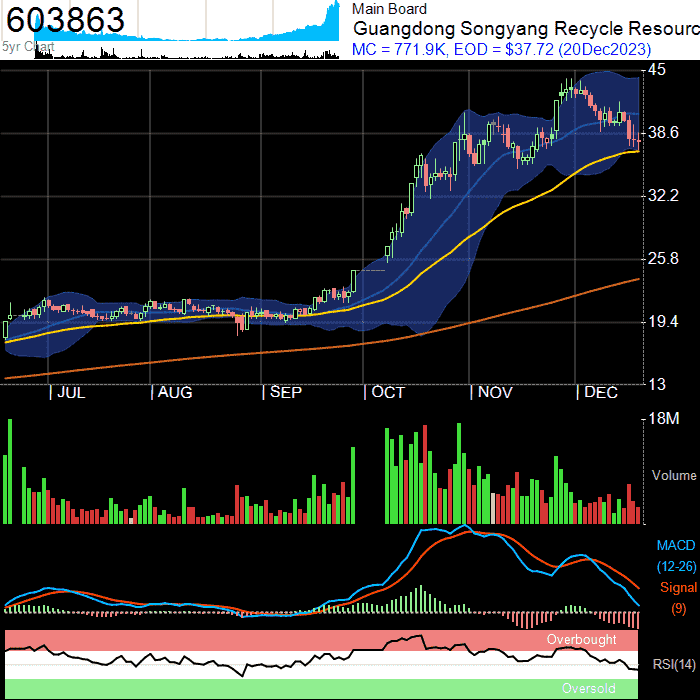 603863
5yr Chart
Main Board
Guangdong Songyang Recycle Resourc
MC = 771.9K, EOD = $37.72 (20Dec2023)
45
38.6
32.2
25.8
19.4
13
| JUL | AUG | SEP | OCT | NOV | DEC
18M
Volume
MACD
(12-26)
Signal
(9)
Overbought
RSI(14)
Oversold